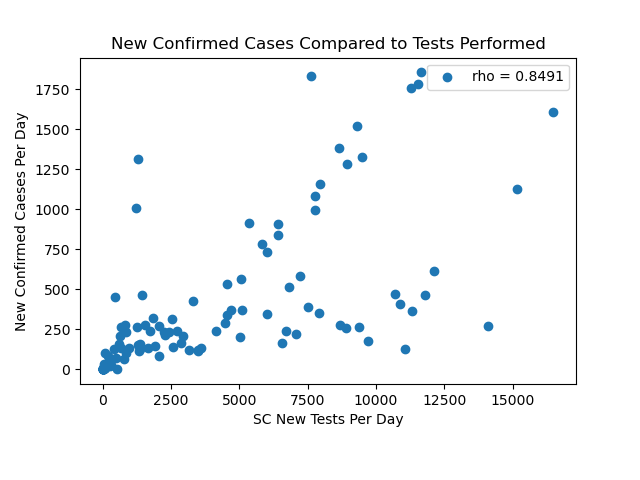 New Confirmed Cases Compared to Tests Performed
rho = 0.8491
New Confirmed Caeses Per Day
1750
1500
1250
1000
750
500
250
0
0 2500 5000 7500 10000 12500 15000
SC New Tests Per Day